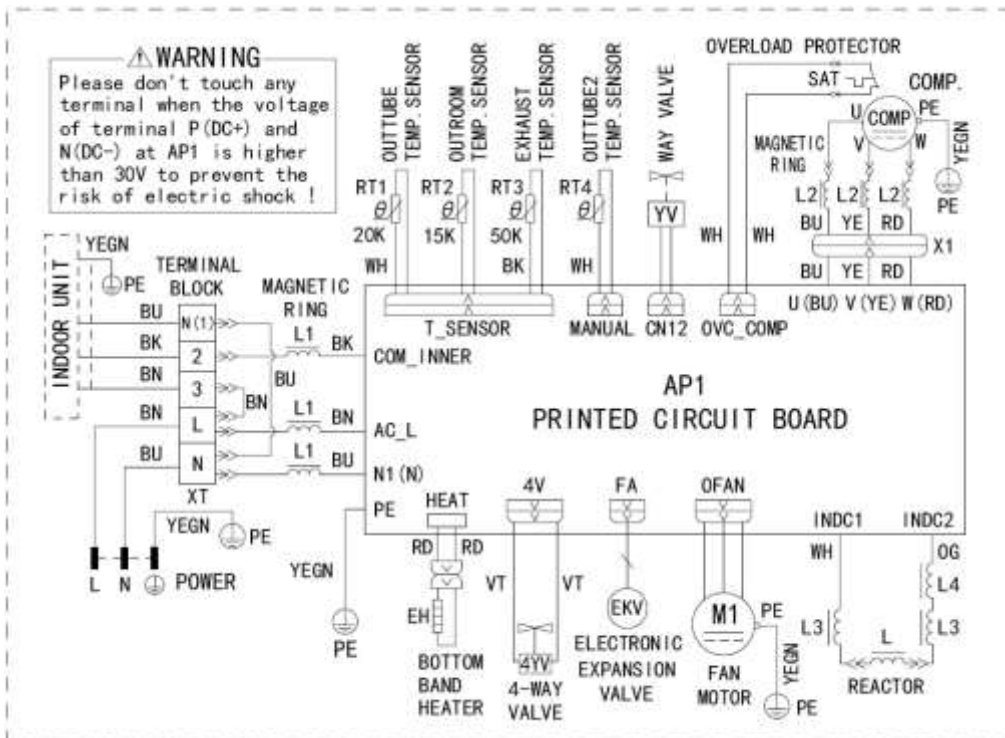 WARNING
Please don't touch any
terminal when the voltage
of terminal P(DC+) and
N(DC-) at AP1 is higher
than 30V to prevent the
risk of electric shock !
OUTTUBE
TEMP. SENSOR
OUTROOM
TEMP. SENSOR
EXHAUST
TEMP. SENSOR
OUTTUBE2
TEMP. SENSOR
WAY VALVE
OVERLOAD PROTECTOR
SAT
COMP.
U
V
W
COMP
PE
YEGN
PE
MAGNETIC
RING
L2 L2 L2
BU YE RD
X1
BU YE RD
RT1 RT2 RT3 RT4
θ θ θ θ
20K 15K 50K
WH BK WH
YV
WH WH
T_SENSOR MANUAL CN12 OVC_COMP
U(BU) V(YE) W(RD)
INDOOR UNIT
YEGN
PE
TERMINAL
BLOCK
MAGNETIC
RING
BU N(1)
BK 2 L1 BK COM_INNER
BU
BN 3
BN
BN L L1 BN AC_L
BU N L1 BU N1(N)
XT
YEGN
PE
L N POWER
PE
YEGN
PE
AP1
PRINTED CIRCUIT BOARD
HEAT 4V FA OFAN INDC1 INDC2
RD RD
VT VT
WH OG
EH
4YV
EKV
M1
PE
YEGN
PE
L4
L3 L3
L
BOTTOM
BAND
HEATER
4-WAY
VALVE
ELECTRONIC
EXPANSION
VALVE
FAN
MOTOR
REACTOR